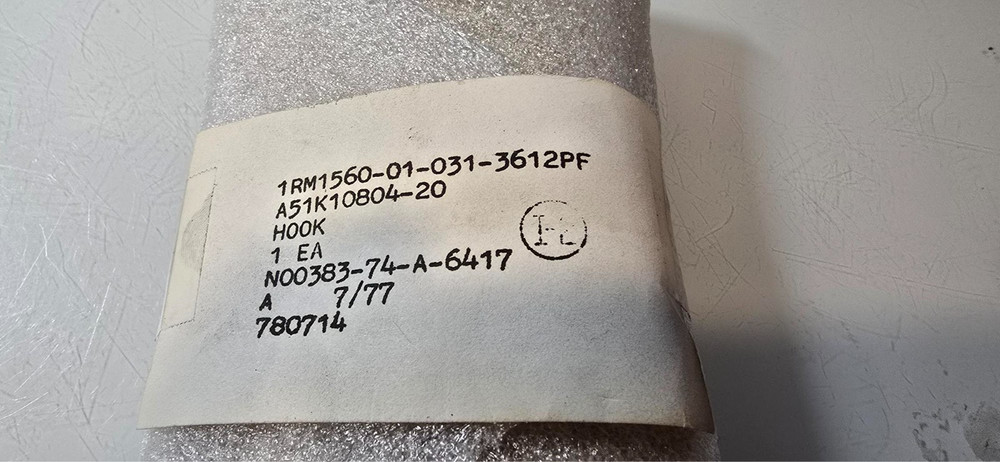 1RM1560-01-031-3612PF
A51K10804-20
HOOK
1 EA
N00383-74-A-6417
A 7/77
780714